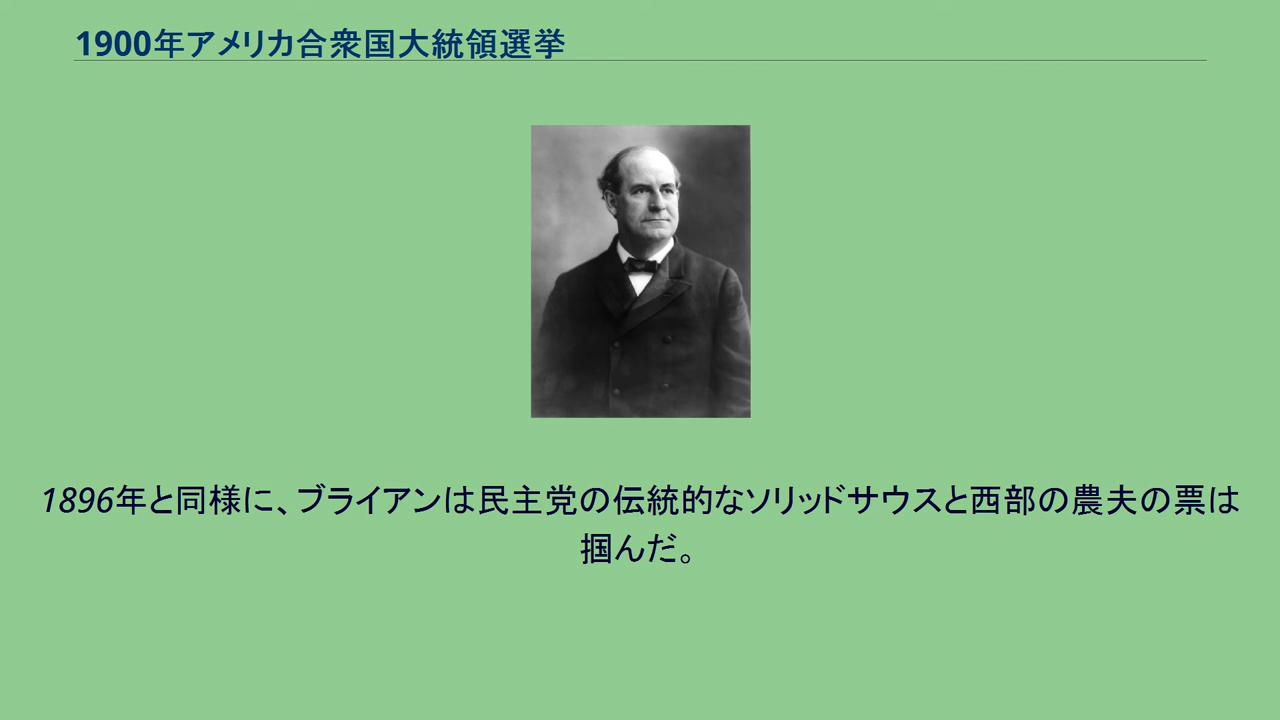 1900年アメリカ合衆国大統領選挙
1896年と同様に、ブライアンは民主党の伝統的なソリッドサウスと西部の農夫の票は
掴んだ。